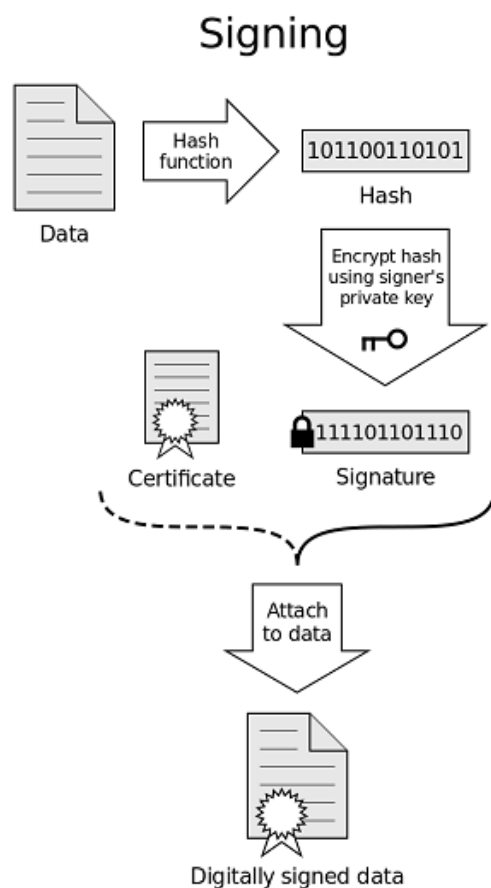 Signing
Hash
function
101100110101
Data
Hash
Encrypt hash
using signer's
private key
111101101110
Certificate
Signature
Attach
to data
Digitally signed data